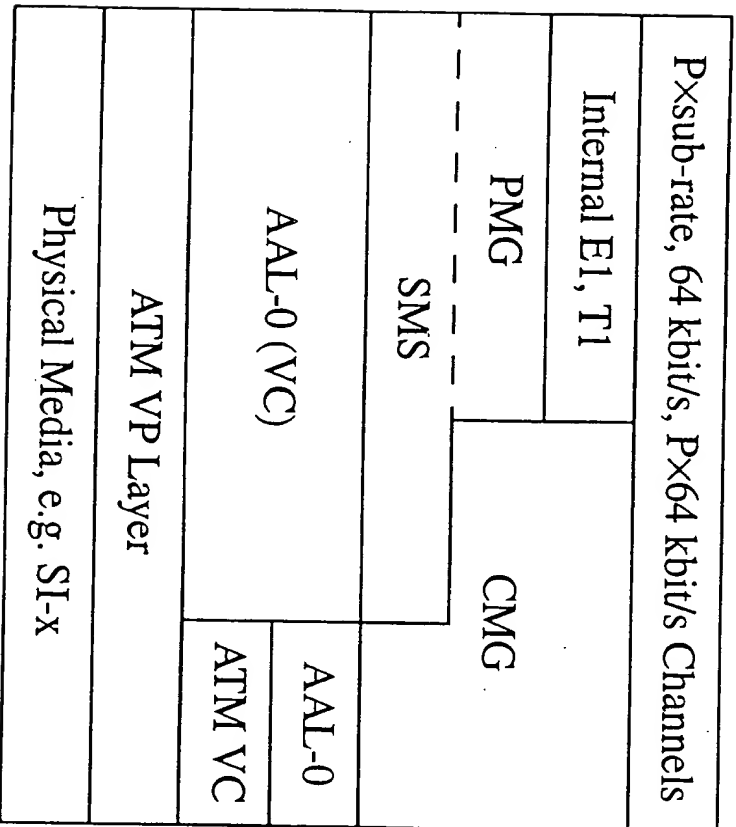 P×sub-rate, 64 kbit/s, P×64 kbit/s Channels
Internal E1, T1
PMG
CMG
SMS
AAL-0 (VC)
AAL-0
ATM VC
ATM VP Layer
Physical Media, e.g. SI-x